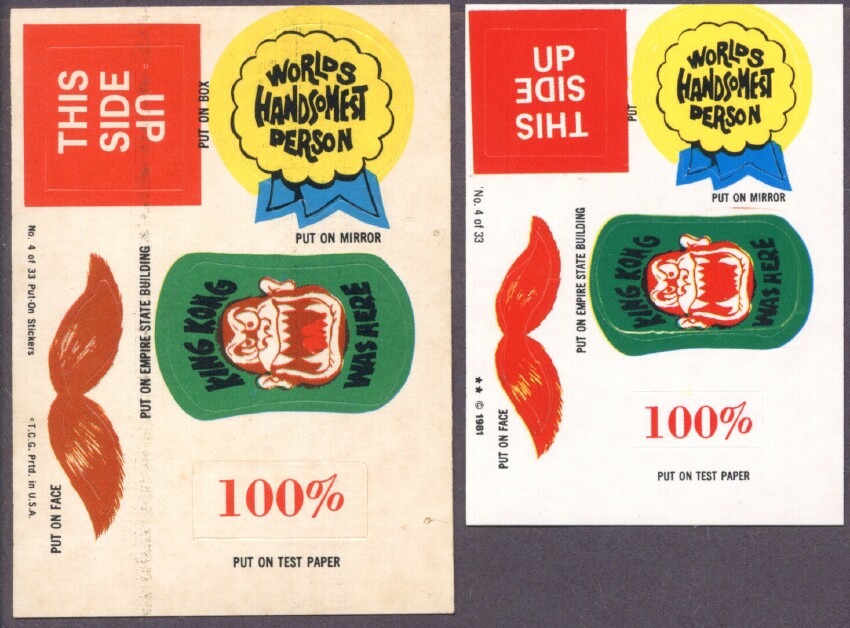 THIS
SIDE
UP
PUT ON BOX
WORLDS
HANDSOMEST
PERSON
PUT ON MIRROR
No. 4 of 33 Put-On Stickers
*T.C.G. Prtd. in U.S.A.
PUT ON FACE
PUT ON EMPIRE STATE BUILDING
KING KONG
WAS HERE
100%
PUT ON TEST PAPER
THIS
SIDE
UP
PUT
WORLDS
HANDSOMEST
PERSON
PUT ON MIRROR
No. 4 of 33
** © 1981
PUT ON FACE
PUT ON EMPIRE STATE BUILDING
KING KONG
WAS HERE
100%
PUT ON TEST PAPER